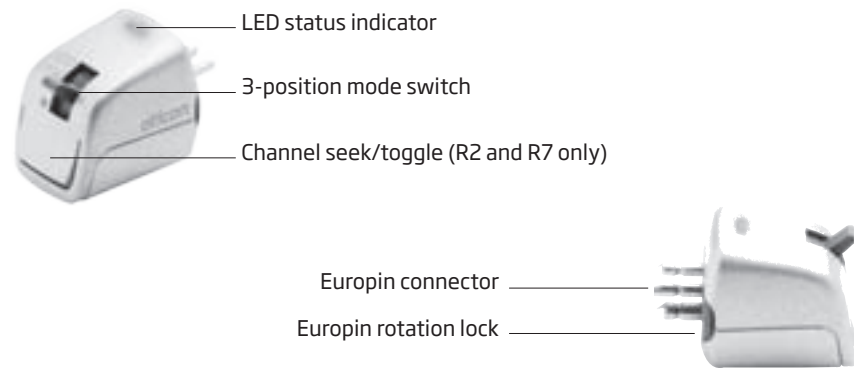 LED status indicator
3-position mode switch
oticon
Channel seek/toggle (R2 and R7 only)
Europin connector
Europin rotation lock